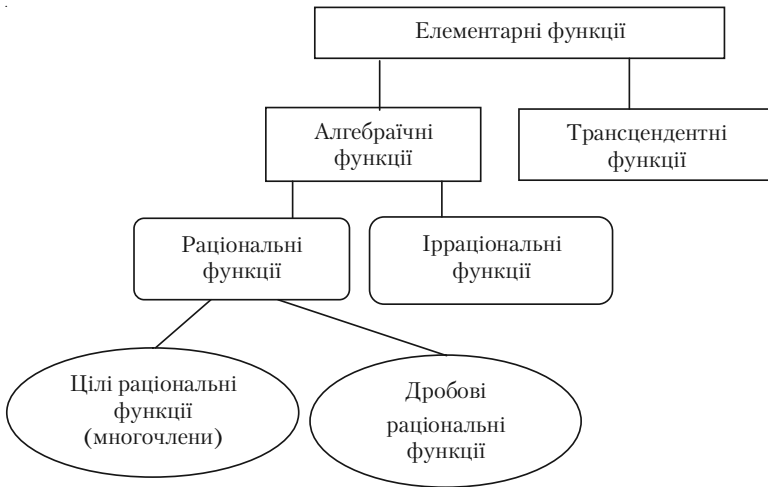 Елементарні функції
Алгебраїчні
функції
Трансцендентні
функції
Раціональні
функції
Ірраціональні
функції
Цілі раціональні
функції
(многочлени)
Дробові
раціональні
функції